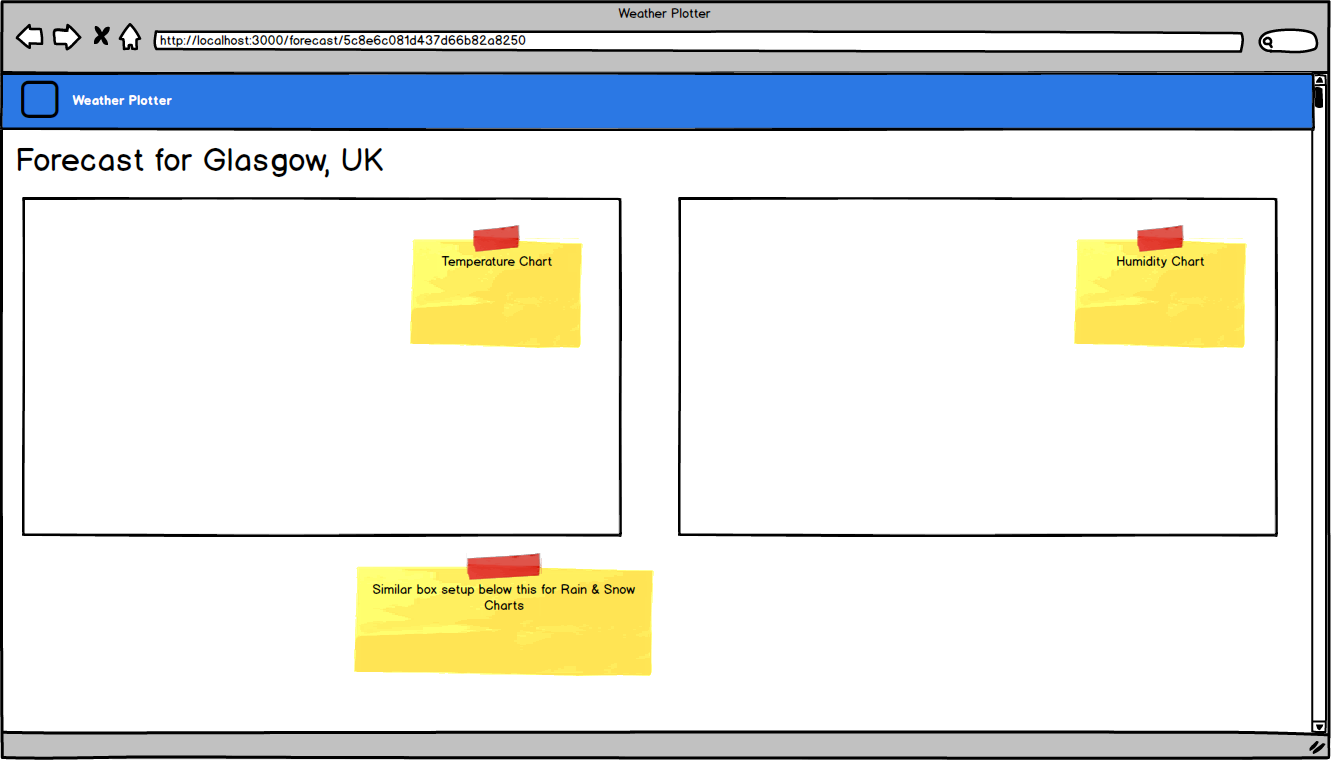 Weather Plotter
http://localhost:3000/forecast/5c8e6c081d437d66b82a8250
Weather Plotter
Forecast for Glasgow, UK
Temperature Chart
Humidity Chart
Similar box setup below this for Rain & Snow
Charts